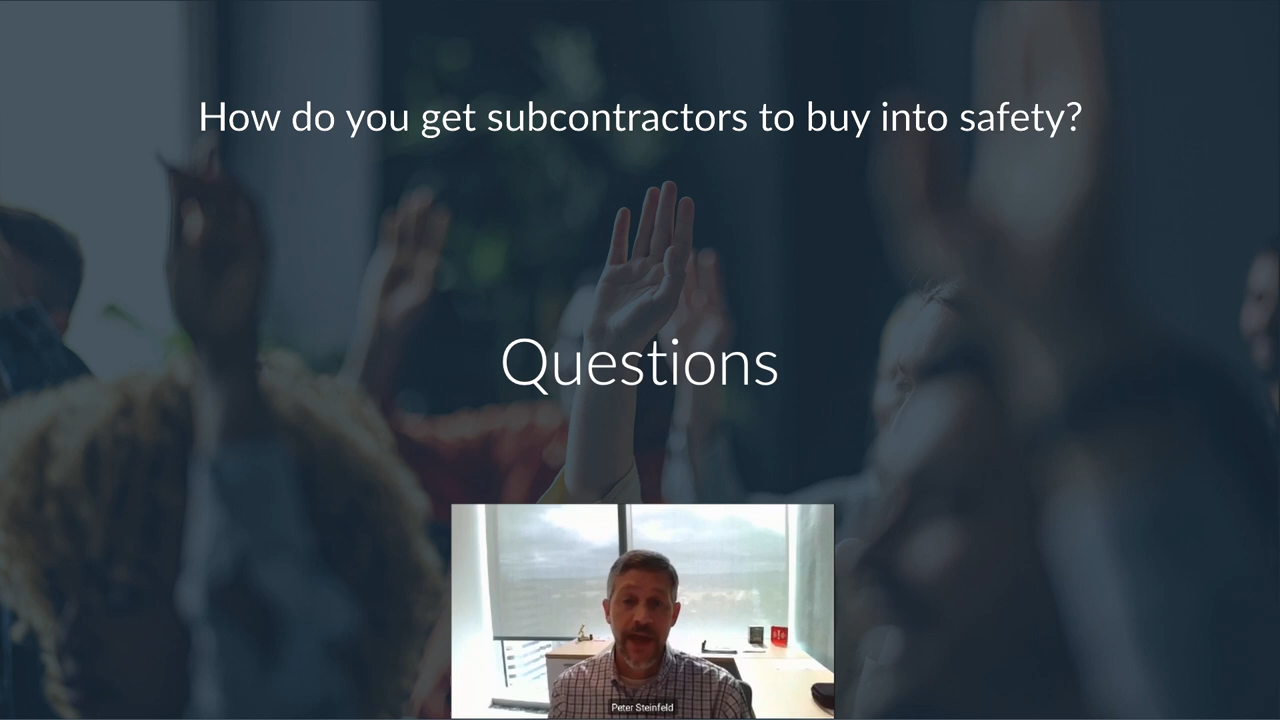 How do you get subcontractors to buy into safety?
Questions
Peter Steinfeld